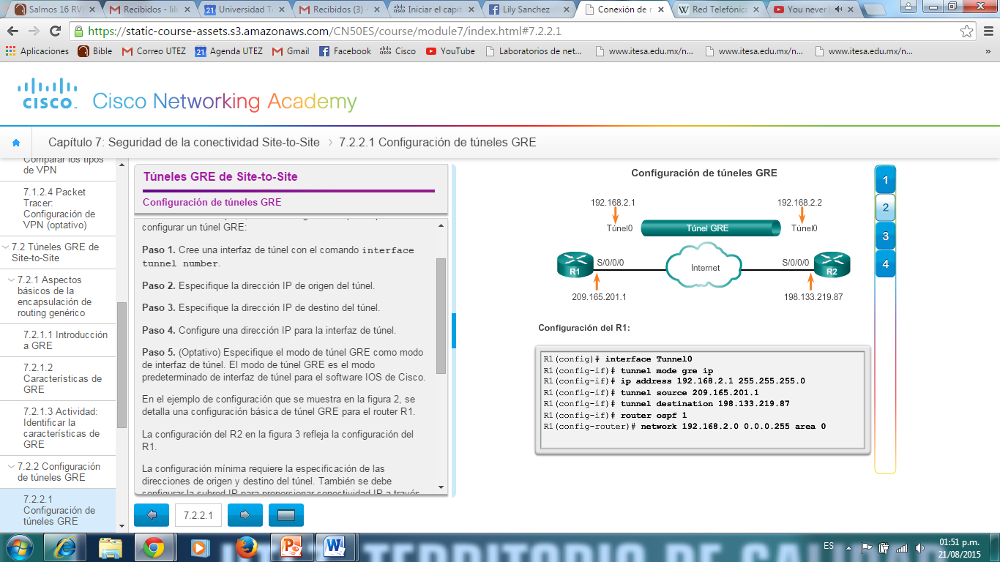 Salmos 16 RV
Recibidos - lili
Universidad T
Recibidos (3) -
Iniciar el capít
Lily Sanchez
Conexión de r
Red Telefónica
You never
https://static-course-assets.s3.amazonaws.com/CN50ES/course/module7/index.html#7.2.2.1
Aplicaciones
Bible
Correo UTEZ
Agenda UTEZ
Gmail
Facebook
Cisco
YouTube
Laboratorios de net...
www.itesa.edu.mx/n...
www.itesa.edu.mx/n...
www.itesa.edu.mx/n...
»
CISCO.
Cisco Networking Academy
Capítulo 7: Seguridad de la conectividad Site-to-Site
7.2.2.1 Configuración de túneles GRE
Comparar los tipos
de VPN
7.1.2.4 Packet
Tracer:
Configuración de
VPN (optativo)
7.2 Túneles GRE de
Site-to-Site
7.2.1 Aspectos
básicos de la
encapsulación de
routing genérico
7.2.1.1 Introducción
a GRE
7.2.1.2
Características de
GRE
7.2.1.3 Actividad:
Identificar la
características de
GRE
7.2.2 Configuración
de túneles GRE
7.2.2.1
Configuración de
túneles GRE
Túneles GRE de Site-to-Site
Configuración de túneles GRE
configurar un túnel GRE:
Paso 1. Cree una interfaz de túnel con el comando interface
tunnel number.
Paso 2. Especifique la dirección IP de origen del túnel.
Paso 3. Especifique la dirección IP de destino del túnel.
Paso 4. Configure una dirección IP para la interfaz de túnel.
Paso 5. (Optativo) Especifique el modo de túnel GRE como modo
de interfaz de túnel. El modo de túnel GRE es el modo
predeterminado de interfaz de túnel para el software IOS de Cisco.
En el ejemplo de configuración que se muestra en la figura 2, se
detalla una configuración básica de túnel GRE para el router R1.
La configuración del R2 en la figura 3 refleja la configuración del
R1.
La configuración mínima requiere la especificación de las
direcciones de origen y destino del túnel. También se debe
configurar la subred IP para proporcionar conectividad IP a través
7.2.2.1
Configuración de túneles GRE
192.168.2.1
192.168.2.2
Túnel0
Túnel GRE
Túnel0
R1
S/0/0/0
Internet
S/0/0/0
R2
209.165.201.1
198.133.219.87
Configuración del R1:
R1(config)# interface Tunnel0
R1(config-if)# tunnel mode gre ip
R1(config-if)# ip address 192.168.2.1 255.255.255.0
R1(config-if)# tunnel source 209.165.201.1
R1(config-if)# tunnel destination 198.133.219.87
R1(config-if)# router ospf 1
R1(config-router)# network 192.168.2.0 0.0.0.255 area 0
1
2
3
4
ES
01:51 p.m.
21/08/2015